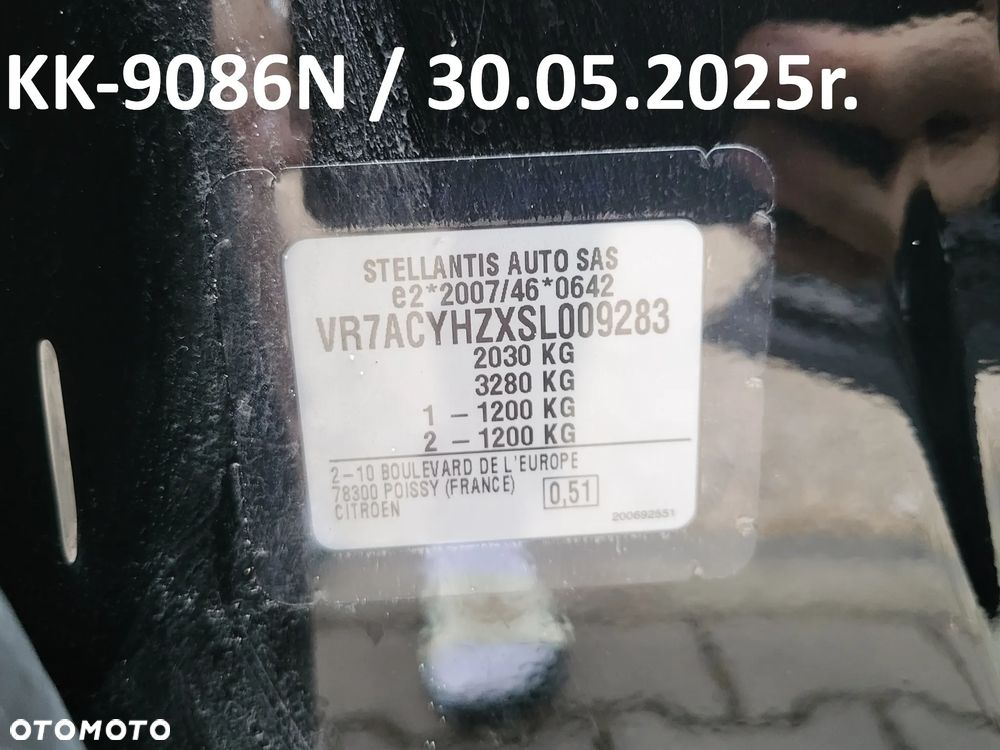 KK-9086N / 30.05.2025r.
STELLANTIS AUTO SAS
e2*2007/46*0642
VR7ACYHZXSL009283
2030 KG
3280 KG
1 – 1200 KG
2 – 1200 KG
2–10 BOULEVARD DE L'EUROPE
78300 POISSY (FRANCE)
0,51
CITROEN
200692551
OTOMOTO